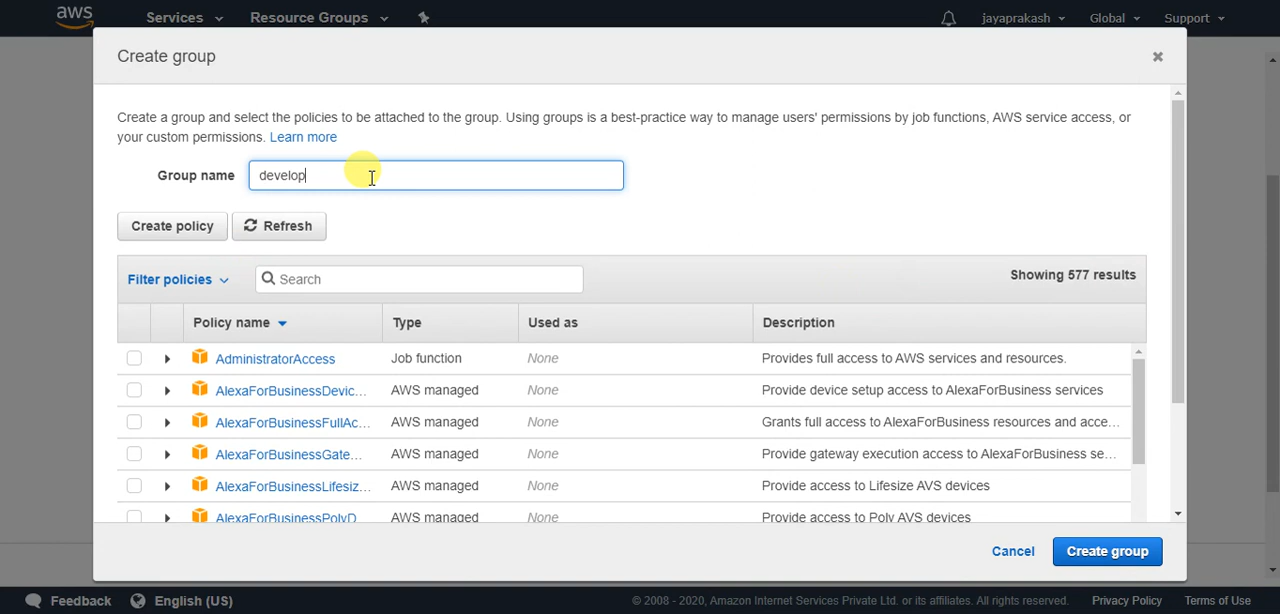 aws Services Resource Groups jayaprakash Global Support
Create group
Create a group and select the policies to be attached to the group. Using groups is a best-practice way to manage users' permissions by job functions, AWS service access, or
your custom permissions. Learn more
Group name develop
Create policy Refresh
Filter policies Search Showing 577 results
Policy name Type Used as Description
AdministratorAccess Job function None Provides full access to AWS services and resources.
AlexaForBusinessDevic... AWS managed None Provide device setup access to AlexaForBusiness services
AlexaForBusinessFullAc... AWS managed None Grants full access to AlexaForBusiness resources and acce...
AlexaForBusinessGate... AWS managed None Provide gateway execution access to AlexaForBusiness se...
AlexaForBusinessLifesiz... AWS managed None Provide access to Lifesize AVS devices
AlexaForBusinessPolyD AWS managed None Provide access to Poly AVS devices
Cancel Create group
Feedback English (US) © 2008 - 2020, Amazon Internet Services Private Ltd. or its affiliates. All rights reserved. Privacy Policy Terms of Use